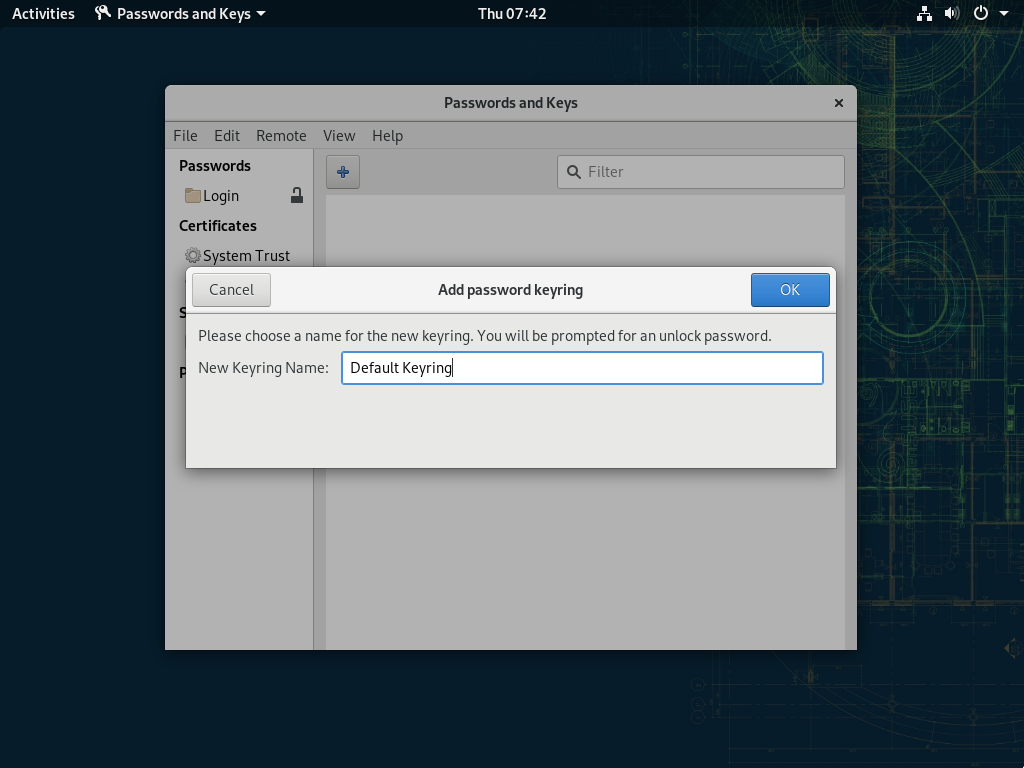 Activities
Passwords and Keys
Thu 07:42
Passwords and Keys
File Edit Remote View Help
Passwords
Filter
Login
Certificates
System Trust
Cancel
Add password keyring
OK
Please choose a name for the new keyring. You will be prompted for an unlock password.
New Keyring Name: Default Keyring